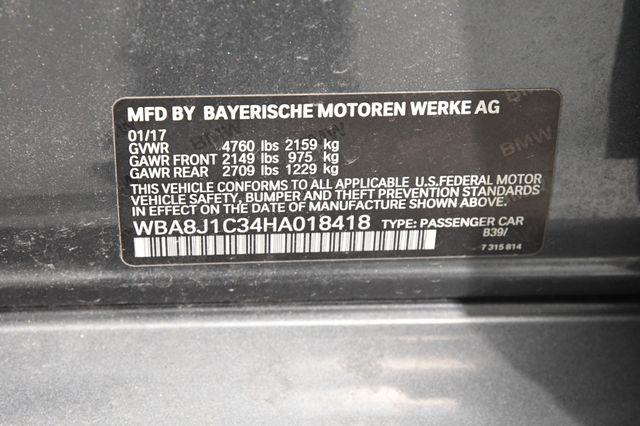 MFD BY BAYERISCHE MOTOREN WERKE AG
01/17
GVWR 4760 lbs 2159 kg
GAWR FRONT 2149 lbs 975 kg
GAWR REAR 2709 lbs 1229 kg
THIS VEHICLE CONFORMS TO ALL APPLICABLE U.S.FEDERAL MOTOR
VEHICLE SAFETY, BUMPER AND THEFT PREVENTION STANDARDS
IN EFFECT ON THE DATE OF MANUFACTURE SHOWN ABOVE.
WBA8J1C34HA018418 TYPE: PASSENGER CAR
B39/
7 315 814
BMW